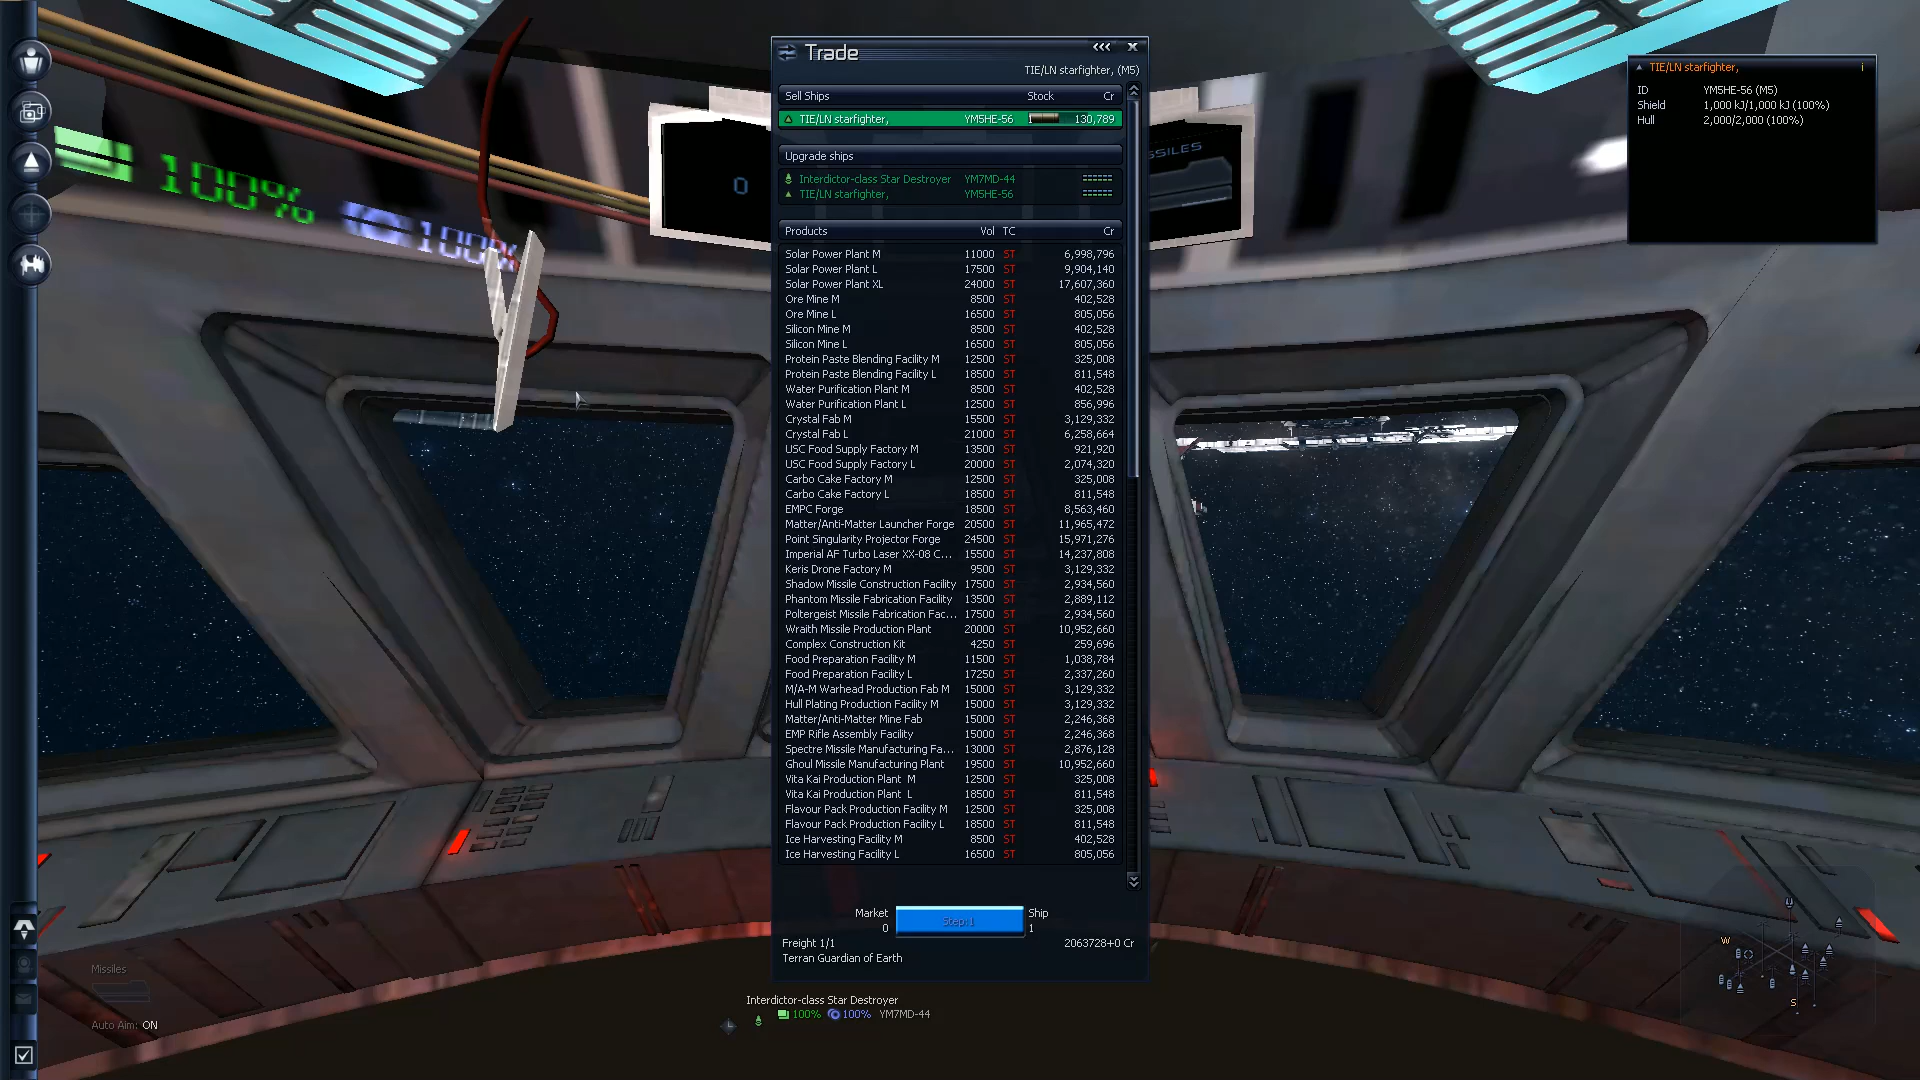 Trade
TIE/LN starfighter, (M5)
Sell Ships Stock Cr
TIE/LN starfighter, YM5HE-56 1 130,789
Upgrade ships
Interdictor-class Star Destroyer YM7MD-44
TIE/LN starfighter, YM5HE-56
Products Vol TC Cr
Solar Power Plant M 11000 ST 6,998,796
Solar Power Plant L 17500 ST 9,904,140
Solar Power Plant XL 24000 ST 17,607,360
Ore Mine M 8500 ST 402,528
Ore Mine L 16500 ST 805,056
Silicon Mine M 8500 ST 402,528
Silicon Mine L 16500 ST 805,056
Protein Paste Blending Facility M 12500 ST 325,008
Protein Paste Blending Facility L 18500 ST 811,548
Water Purification Plant M 8500 ST 402,528
Water Purification Plant L 12500 ST 856,996
Crystal Fab M 15500 ST 3,129,332
Crystal Fab L 21000 ST 6,258,664
USC Food Supply Factory M 13500 ST 921,920
USC Food Supply Factory L 20000 ST 2,074,320
Carbo Cake Factory M 12500 ST 325,008
Carbo Cake Factory L 18500 ST 811,548
EMPC Forge 18500 ST 8,563,460
Matter/Anti-Matter Launcher Forge 20500 ST 11,965,472
Point Singularity Projector Forge 24500 ST 15,971,276
Imperial AF Turbo Laser XX-08 C... 15500 ST 14,237,808
Keris Drone Factory M 9500 ST 3,129,332
Shadow Missile Construction Facility 17500 ST 2,934,560
Phantom Missile Fabrication Facility 13500 ST 2,889,112
Poltergeist Missile Fabrication Fac... 17500 ST 2,934,560
Wraith Missile Production Plant 20000 ST 10,952,660
Complex Construction Kit 4250 ST 259,696
Food Preparation Facility M 11500 ST 1,038,784
Food Preparation Facility L 17250 ST 2,337,260
M/A-M Warhead Production Fab M 15000 ST 3,129,332
Hull Plating Production Facility M 15000 ST 3,129,332
Matter/Anti-Matter Mine Fab 15000 ST 2,246,368
EMP Rifle Assembly Facility 15000 ST 2,246,368
Spectre Missile Manufacturing Fa... 13000 ST 2,876,128
Ghoul Missile Manufacturing Plant 19500 ST 10,952,660
Vita Kai Production Plant M 12500 ST 325,008
Vita Kai Production Plant L 18500 ST 811,548
Flavour Pack Production Facility M 12500 ST 325,008
Flavour Pack Production Facility L 18500 ST 811,548
Ice Harvesting Facility M 8500 ST 402,528
Ice Harvesting Facility L 16500 ST 805,056
Market Step:1 Ship
0 1
Freight 1/1 2063728+0 Cr
Terran Guardian of Earth
Interdictor-class Star Destroyer
100% 100% YM7MD-44
TIE/LN starfighter, i
ID YM5HE-56 (M5)
Shield 1,000 kJ/1,000 kJ (100%)
Hull 2,000/2,000 (100%)
100%
100%
0
SSILES
Missiles
Auto Aim: ON
W
S